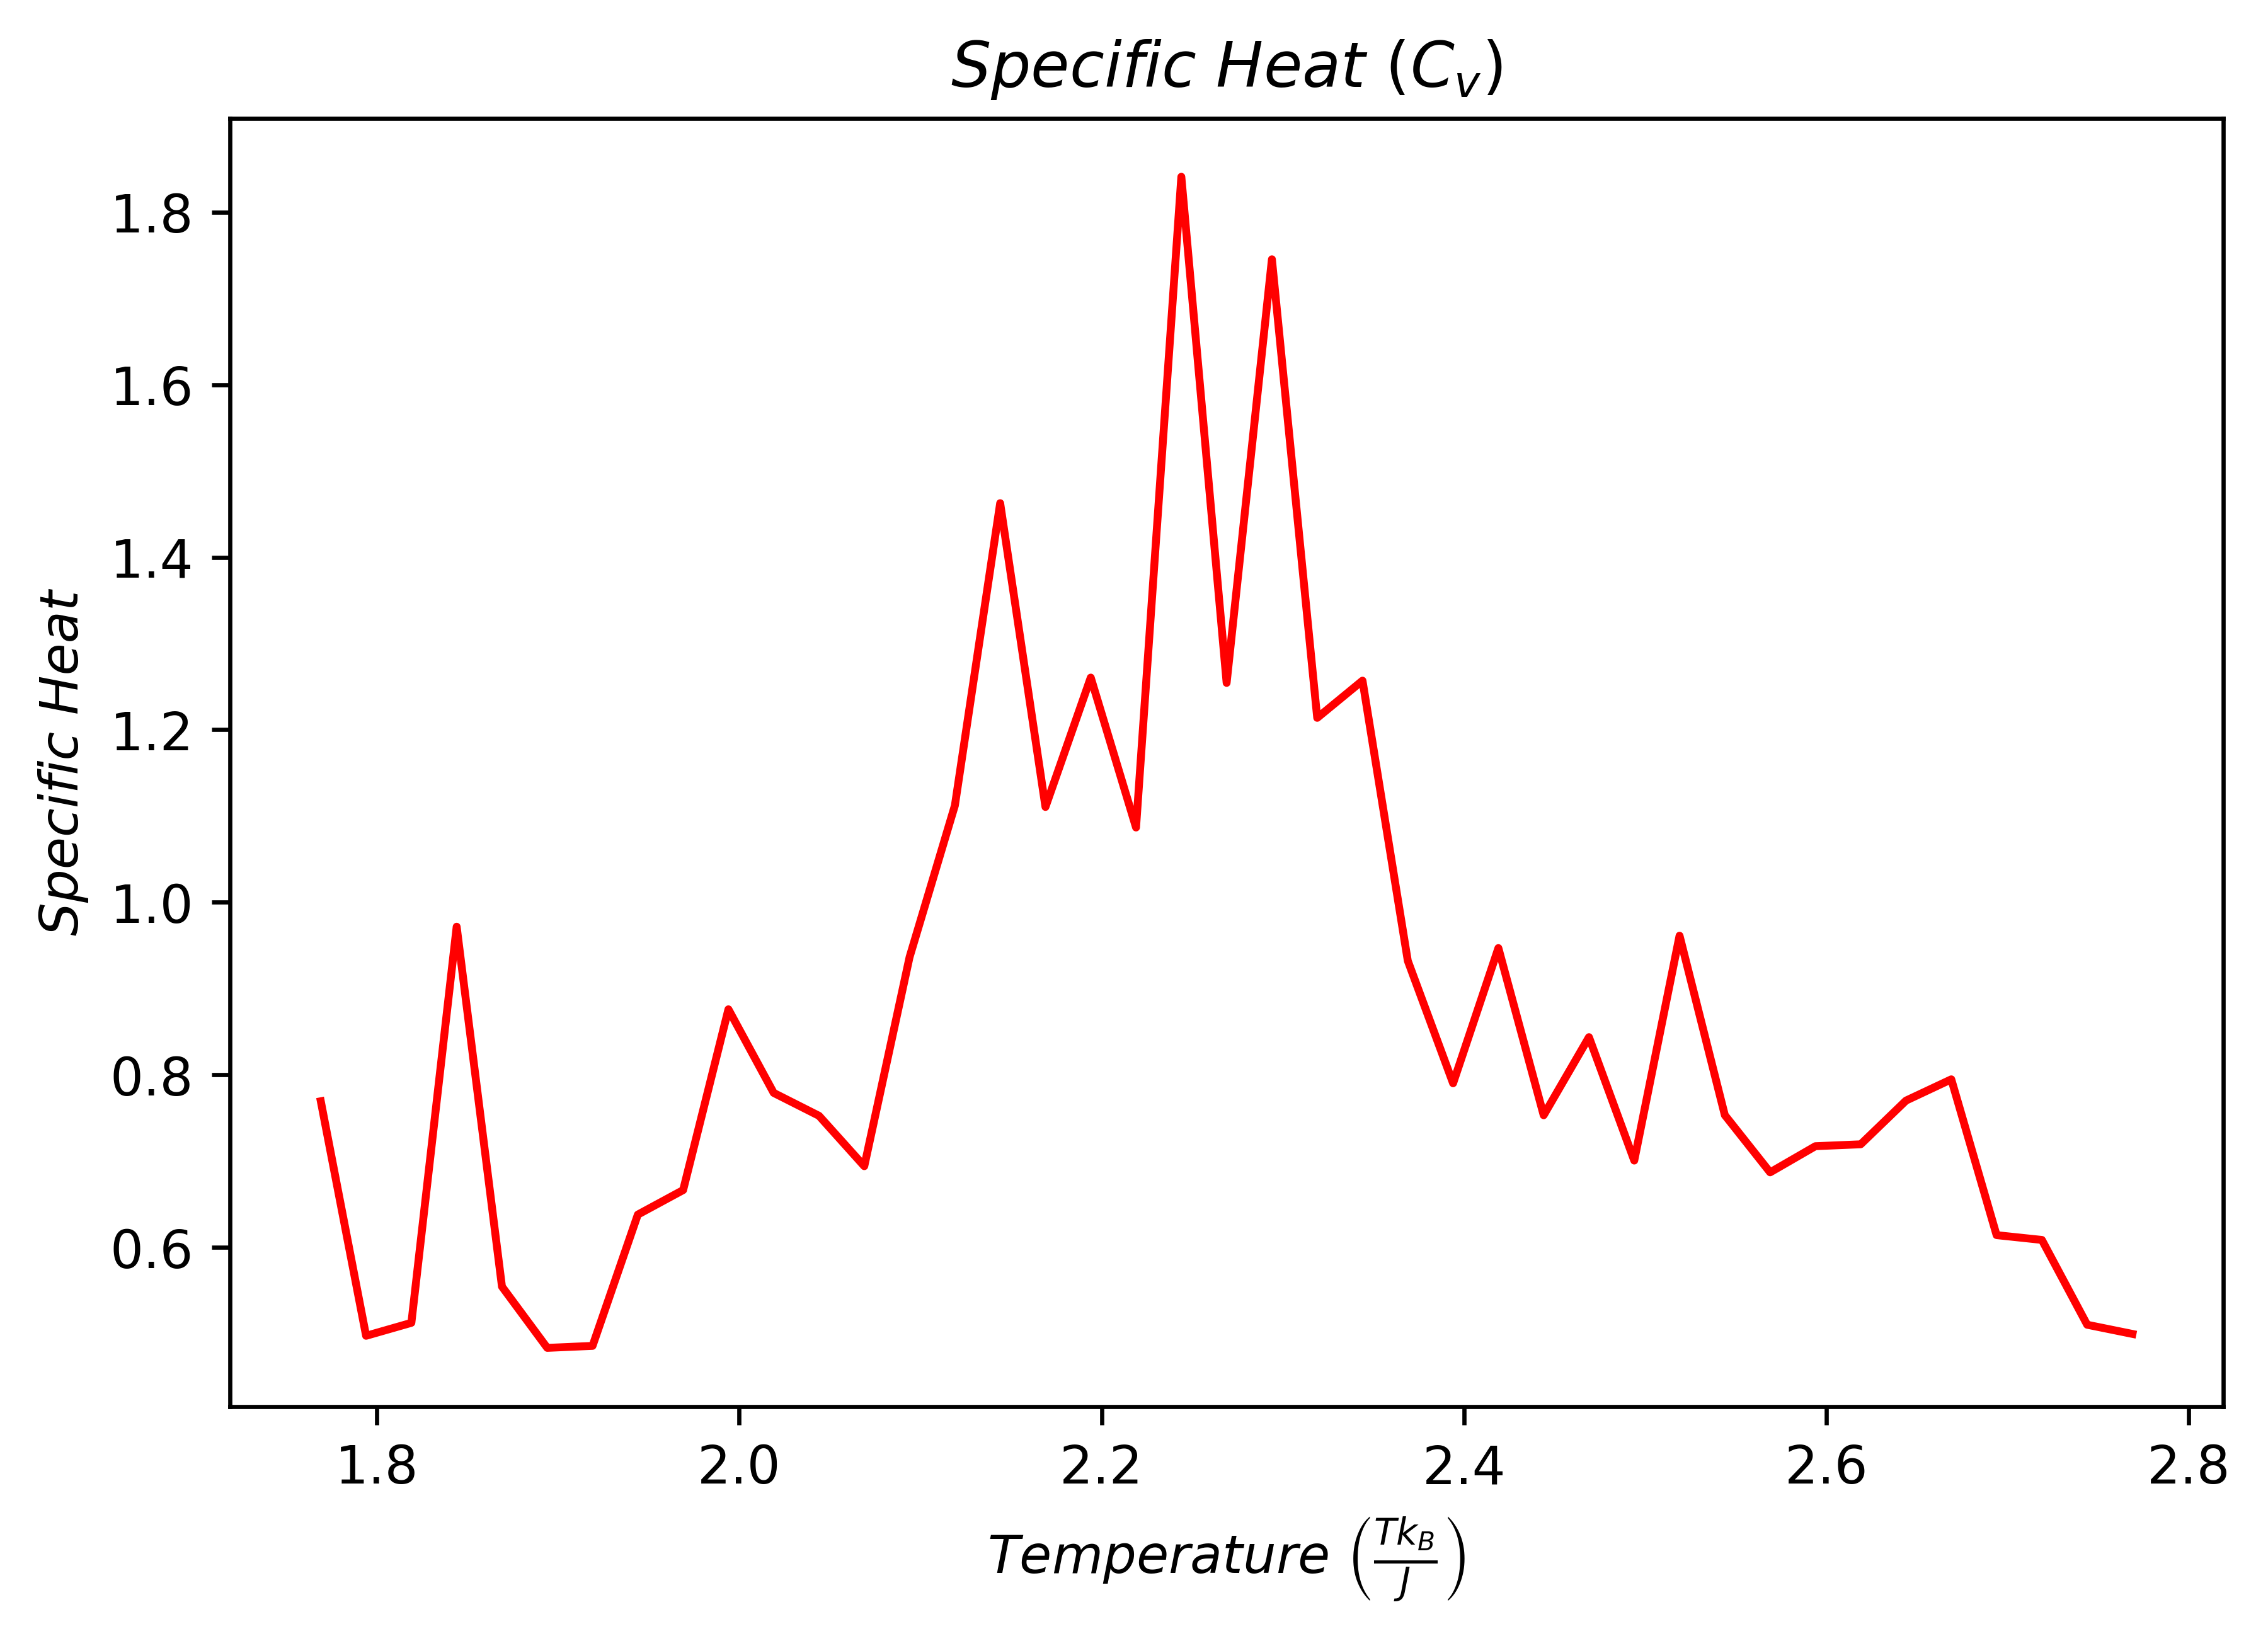 Specific Heat (Cᵥ)
1.8
1.6
1.4
1.2
1.0
0.8
0.6
Specific Heat
1.8 2.0 2.2 2.4 2.6 2.8
Temperature (Tk_B/J)